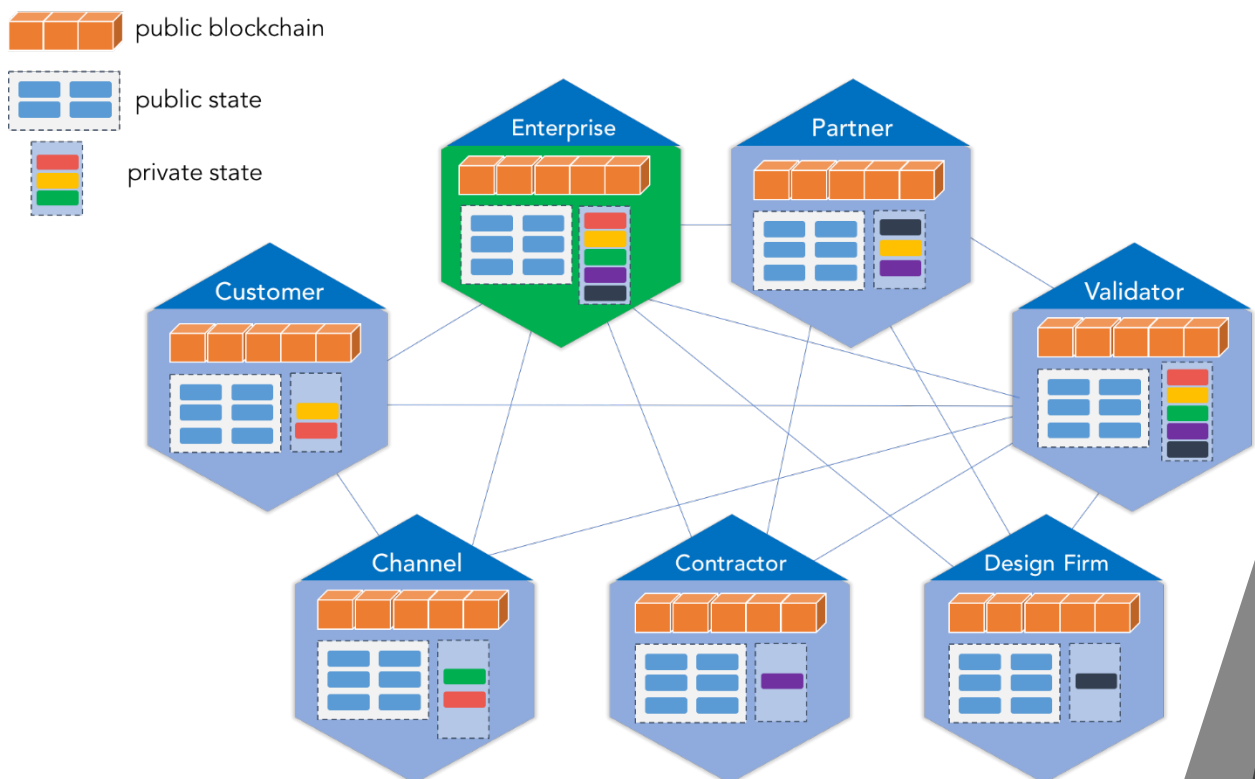 public blockchain
public state
private state
Enterprise
Partner
Customer
Validator
Channel
Contractor
Design Firm